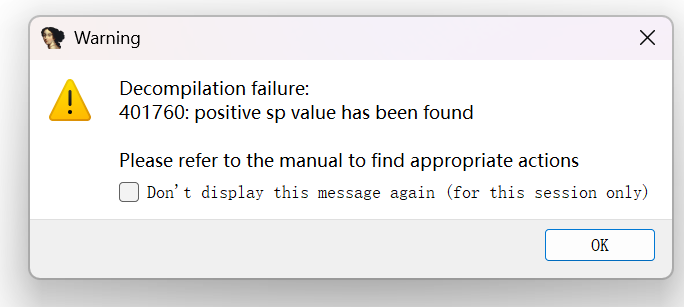 Warning
Decompilation failure:
401760: positive sp value has been found
Please refer to the manual to find appropriate actions
Don't display this message again (for this session only)
OK